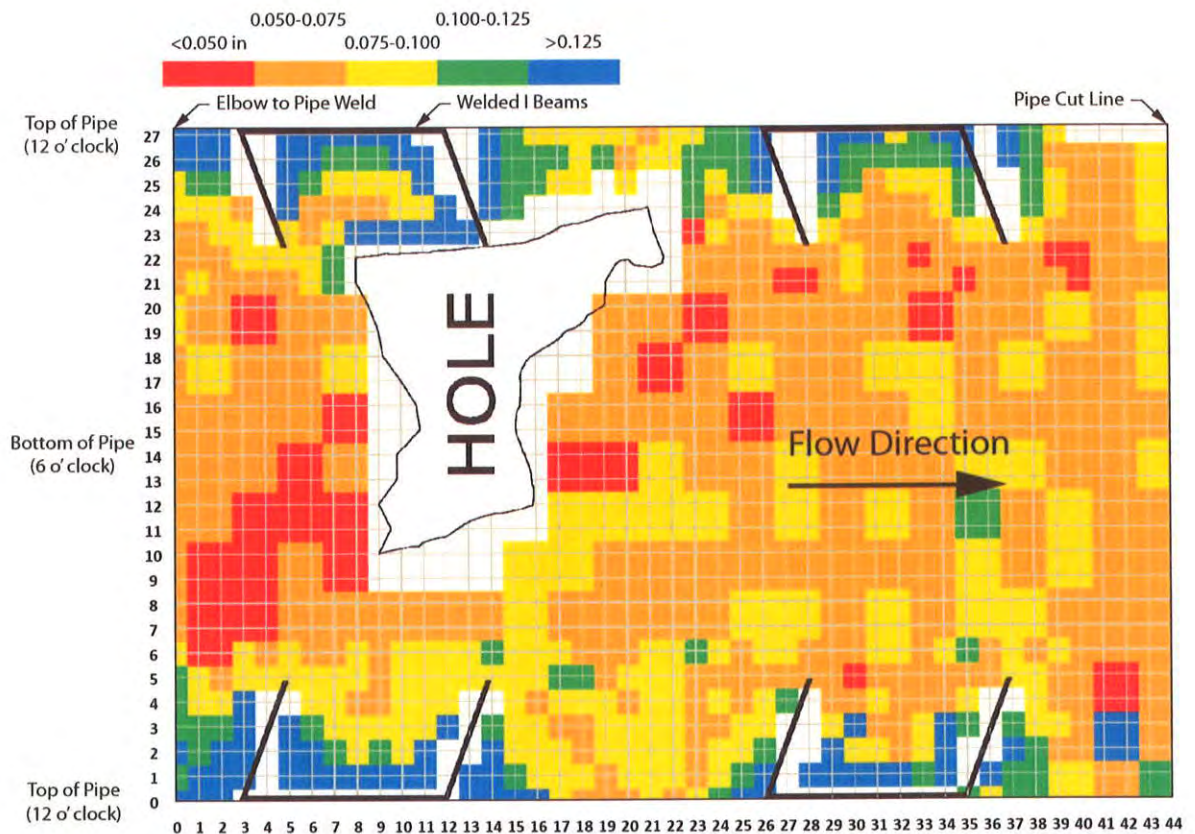 0.050-0.075 0.100-0.125
<0.050 in 0.075-0.100 >0.125
Elbow to Pipe Weld Welded I Beams Pipe Cut Line
Top of Pipe
(12 o'clock)
27
26
25
24
23
22
21
20
19
18
17
16
15
Bottom of Pipe
(6 o'clock)
14
13
12
11
10
9
8
7
6
5
4
3
2
1
0
Top of Pipe
(12 o'clock)
HOLE
Flow Direction
0 1 2 3 4 5 6 7 8 9 10 11 12 13 14 15 16 17 18 19 20 21 22 23 24 25 26 27 28 29 30 31 32 33 34 35 36 37 38 39 40 41 42 43 44